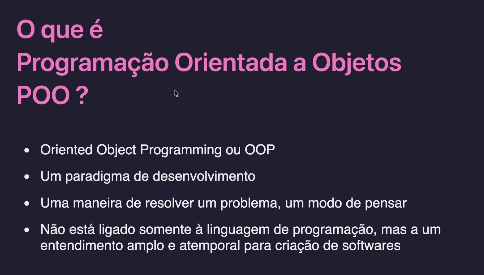 O que é
Programação Orientada a Objetos
POO ?
• Oriented Object Programming ou OOP
• Um paradigma de desenvolvimento
• Uma maneira de resolver um problema, um modo de pensar
• Não está ligado somente à linguagem de programação, mas a um
entendimento amplo e atemporal para criação de softwares